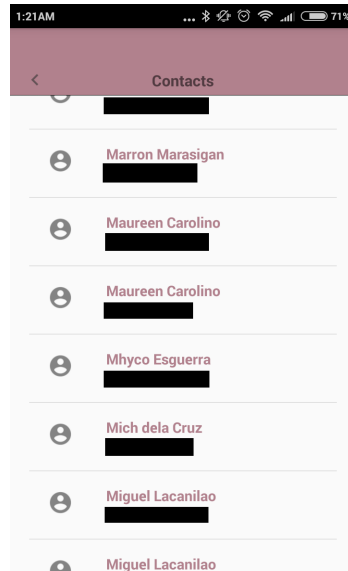 1:21AM ... 71%
Contacts
Marron Marasigan
Maureen Carolino
Maureen Carolino
Mhyco Esguerra
Mich dela Cruz
Miguel Lacanilao
Miguel Lacanilao